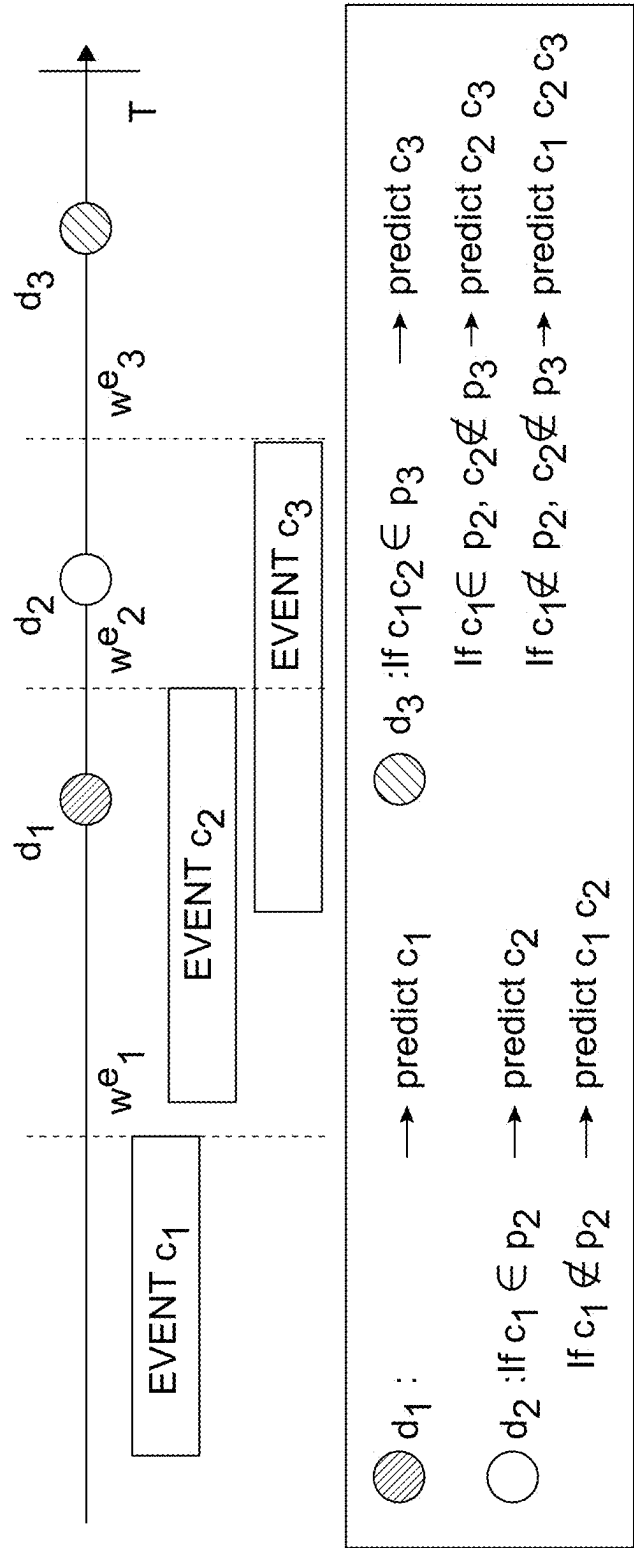 d1 d2 d3
w^e_1 w^e_2 w^e_3 T
EVENT c1
EVENT c2
EVENT c3
d1 : → predict c1
d2 :If c1 ∈ p2 → predict c2
If c1 ∉ p2 → predict c1 c2
d3 :If c1c2 ∈ p3 → predict c3
If c1∈ p2, c2∉ p3 → predict c2 c3
If c1∉ p2, c2∉ p3 → predict c1 c2 c3